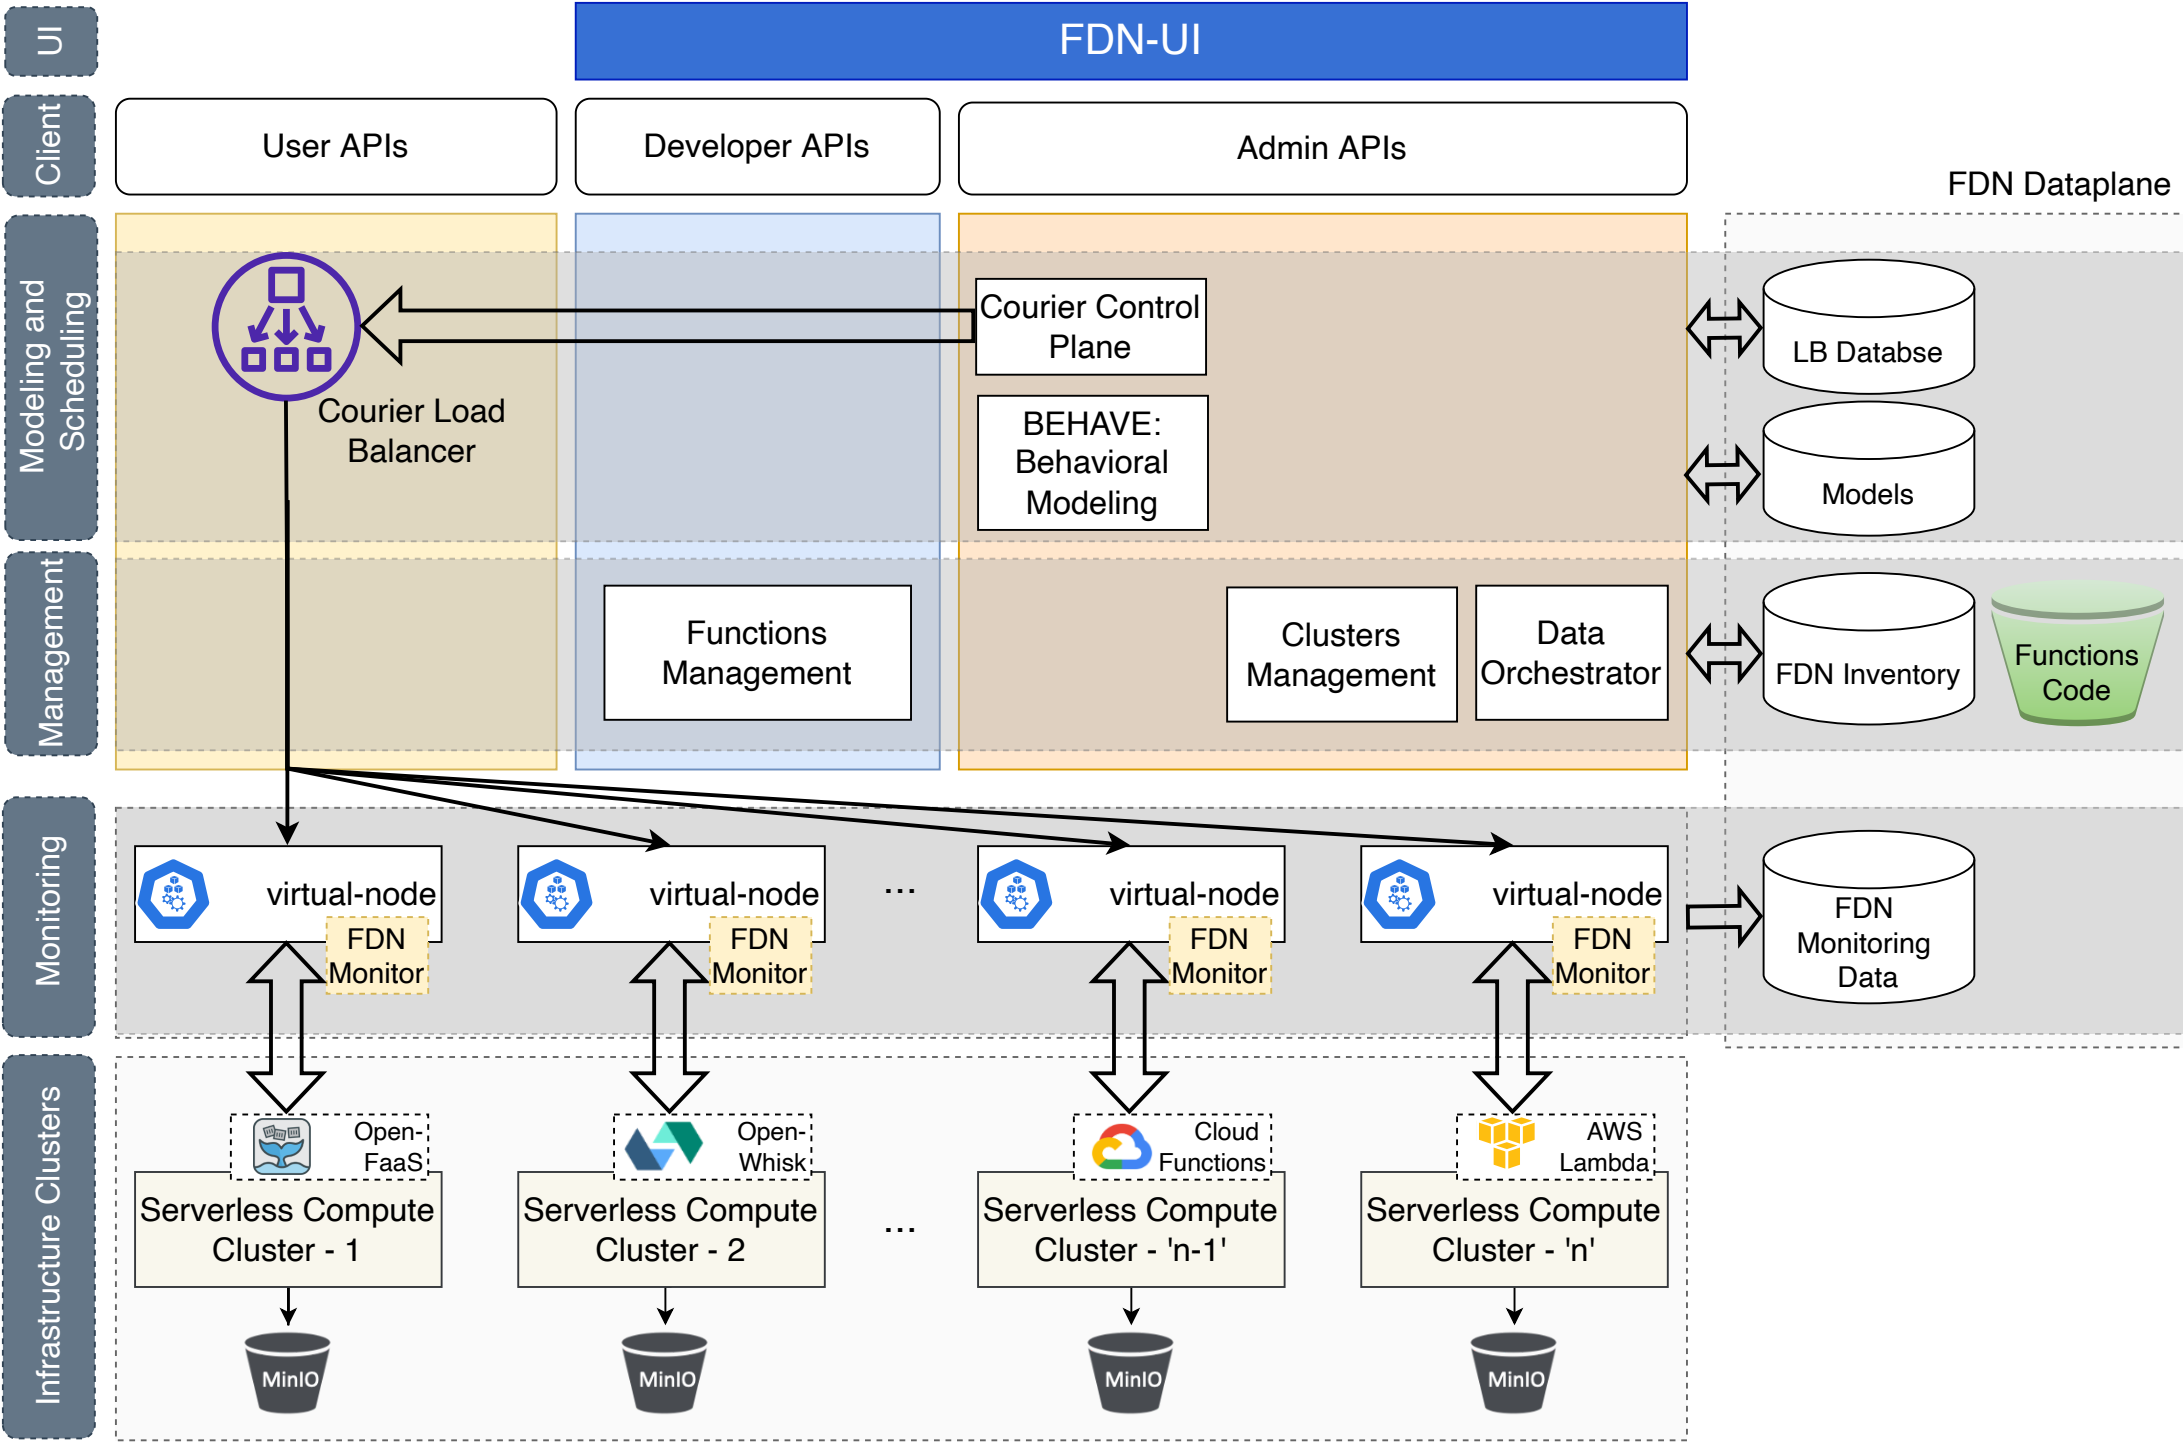 UI
FDN-UI
Client
User APIs
Developer APIs
Admin APIs
FDN Dataplane
Modeling and
Scheduling
Courier Load
Balancer
Courier Control
Plane
BEHAVE:
Behavioral
Modeling
LB Databse
Models
Management
Functions
Management
Clusters
Management
Data
Orchestrator
FDN Inventory
Functions
Code
Monitoring
virtual-node
FDN
Monitor
virtual-node
FDN
Monitor
...
virtual-node
FDN
Monitor
virtual-node
FDN
Monitor
FDN
Monitoring
Data
Infrastructure Clusters
Open-
FaaS
Serverless Compute
Cluster - 1
MinIO
Open-
Whisk
Serverless Compute
Cluster - 2
MinIO
...
Cloud
Functions
Serverless Compute
Cluster - 'n-1'
MinIO
AWS
Lambda
Serverless Compute
Cluster - 'n'
MinIO